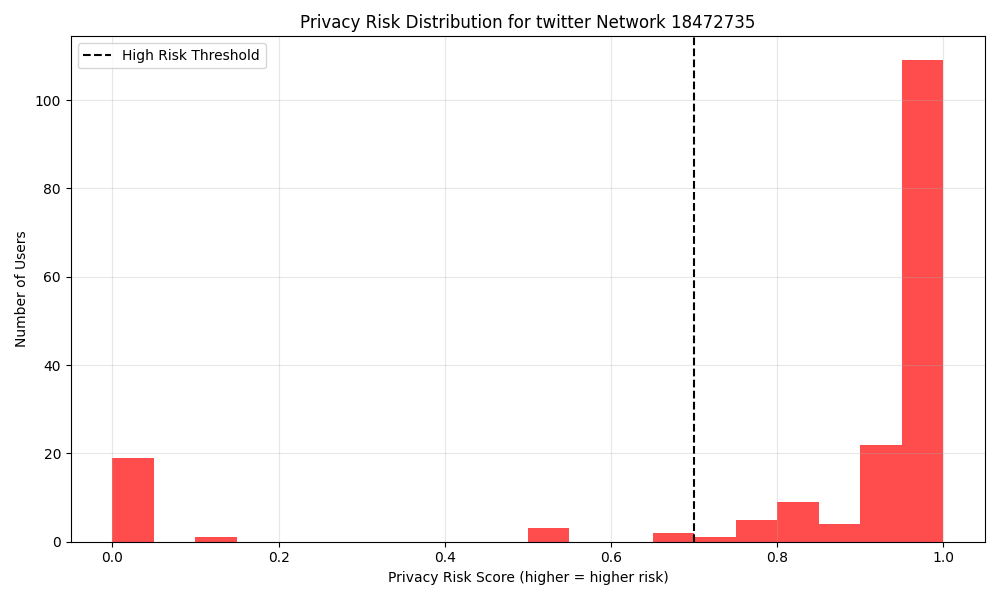 Privacy Risk Distribution for twitter Network 18472735
High Risk Threshold
Number of Users
100
80
60
40
20
0
0.0 0.2 0.4 0.6 0.8 1.0
Privacy Risk Score (higher = higher risk)